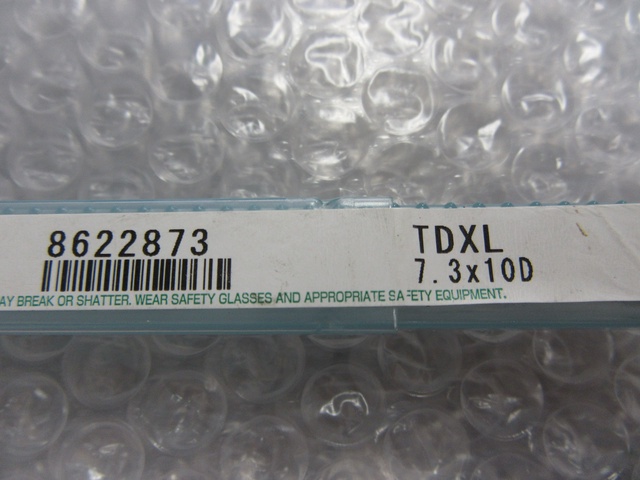 8622873
TDXL
7.3x10D
AY BREAK OR SHATTER. WEAR SAFETY GLASSES AND APPROPRIATE SAFETY EQUIPMENT.